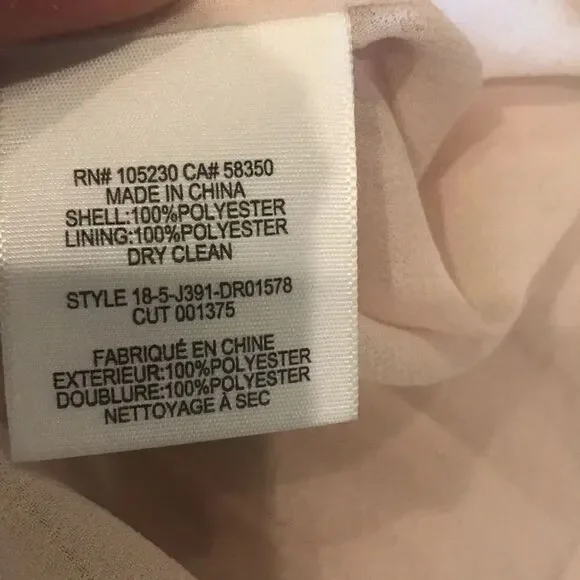 RN# 105230 CA# 58350
MADE IN CHINA
SHELL:100%POLYESTER
LINING:100%POLYESTER
DRY CLEAN
STYLE 18-5-J391-DR01578
CUT 001375
FABRIQUÉ EN CHINE
EXTERIEUR:100%POLYESTER
DOUBLURE:100%POLYESTER
NETTOYAGE À SEC